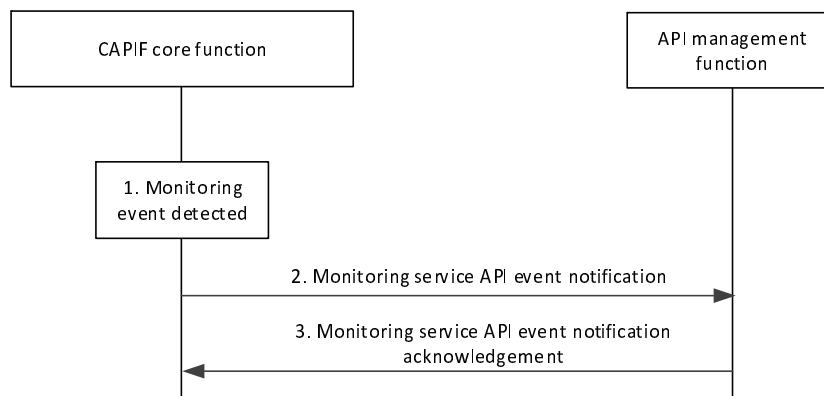 CAPIF core function
API management
function
1. Monitoring
event detected
2. Monitoring service API event notification
3. Monitoring service API event notification
acknowledgement